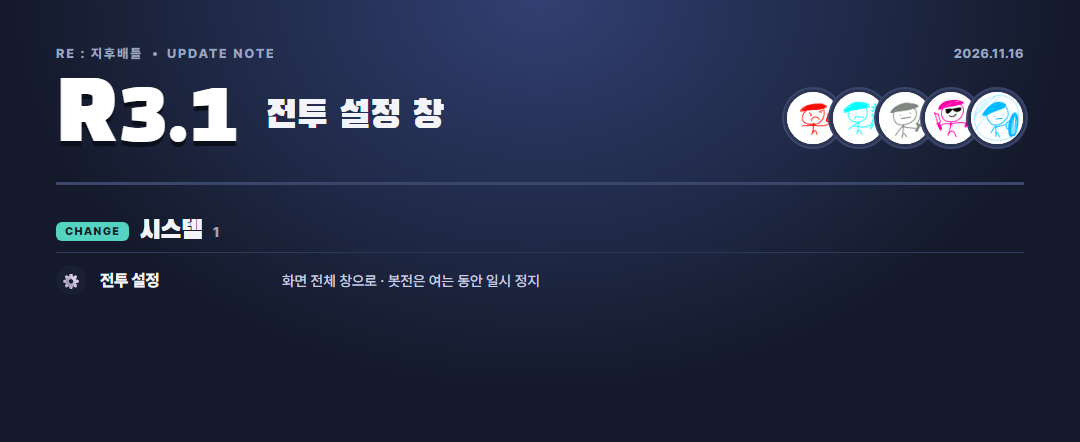 RE : 지후배틀 • UPDATE NOTE
2026.11.16
R3.1 전투 설정 창
CHANGE 시스템 1
전투 설정 화면 전체 창으로 · 봇전은 여는 동안 일시 정지